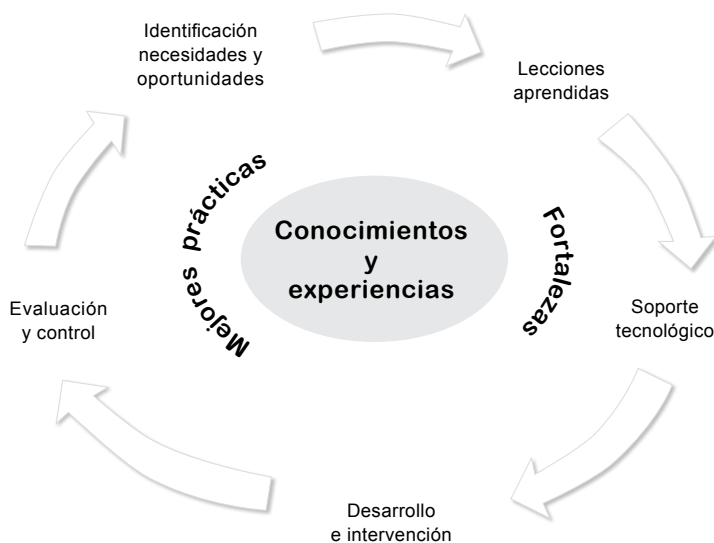 Identificación
necesidades y
oportunidades
Lecciones
aprendidas
Mejores prácticas
Conocimientos
y
experiencias
Fortalezas
Evaluación
y control
Soporte
tecnológico
Desarrollo
e intervención